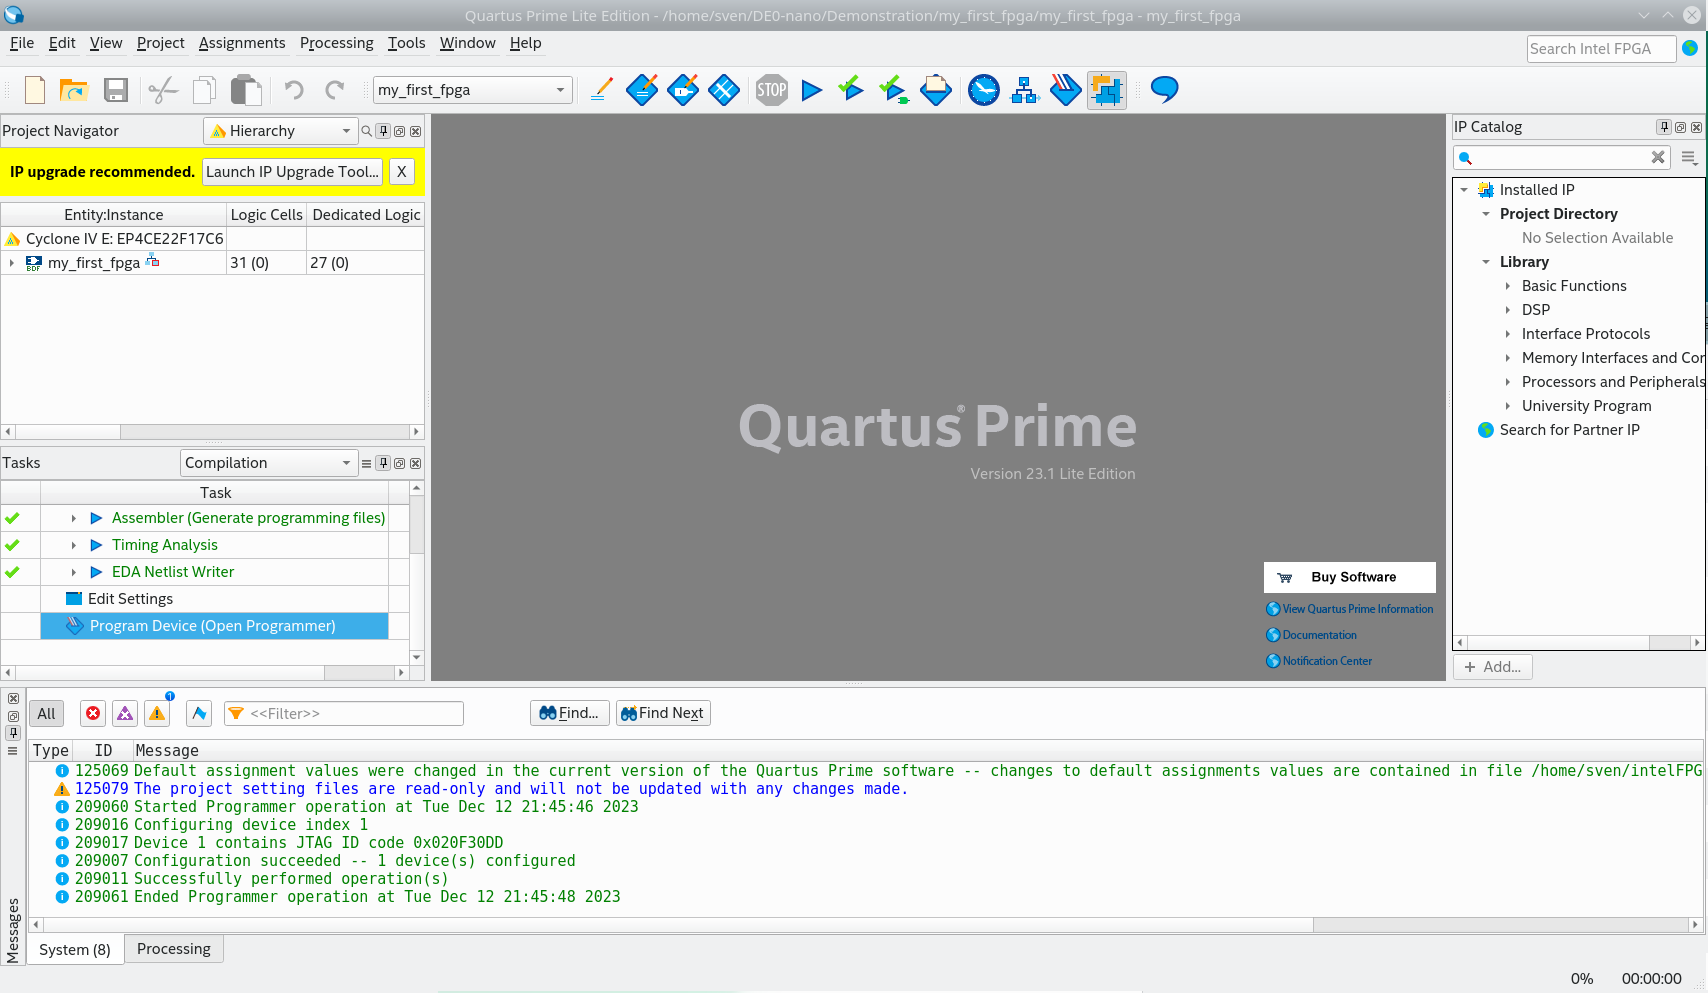 Quartus Prime Lite Edition - /home/sven/DE0-nano/Demonstration/my_first_fpga/my_first_fpga - my_first_fpga
File Edit View Project Assignments Processing Tools Window Help
Search Intel FPGA
my_first_fpga
STOP
Project Navigator
Hierarchy
IP upgrade recommended.
Launch IP Upgrade Tool...
X
Entity:Instance Logic Cells Dedicated Logic
Cyclone IV E: EP4CE22F17C6
BDF
my_first_fpga 31 (0) 27 (0)
Tasks
Compilation
Task
Assembler (Generate programming files)
Timing Analysis
EDA Netlist Writer
Edit Settings
Program Device (Open Programmer)
Quartus® Prime
Version 23.1 Lite Edition
Buy Software
View Quartus Prime Information
Documentation
Notification Center
IP Catalog
Installed IP
Project Directory
No Selection Available
Library
Basic Functions
DSP
Interface Protocols
Memory Interfaces and Cor
Processors and Peripherals
University Program
Search for Partner IP
+ Add...
All
1
<<Filter>>
Find...
Find Next
Type ID Message
125069 Default assignment values were changed in the current version of the Quartus Prime software -- changes to default assignments values are contained in file /home/sven/intelFPG
125079 The project setting files are read-only and will not be updated with any changes made.
209060 Started Programmer operation at Tue Dec 12 21:45:46 2023
209016 Configuring device index 1
209017 Device 1 contains JTAG ID code 0x020F30DD
209007 Configuration succeeded -- 1 device(s) configured
209011 Successfully performed operation(s)
209061 Ended Programmer operation at Tue Dec 12 21:45:48 2023
Messages
System (8)
Processing
0% 00:00:00